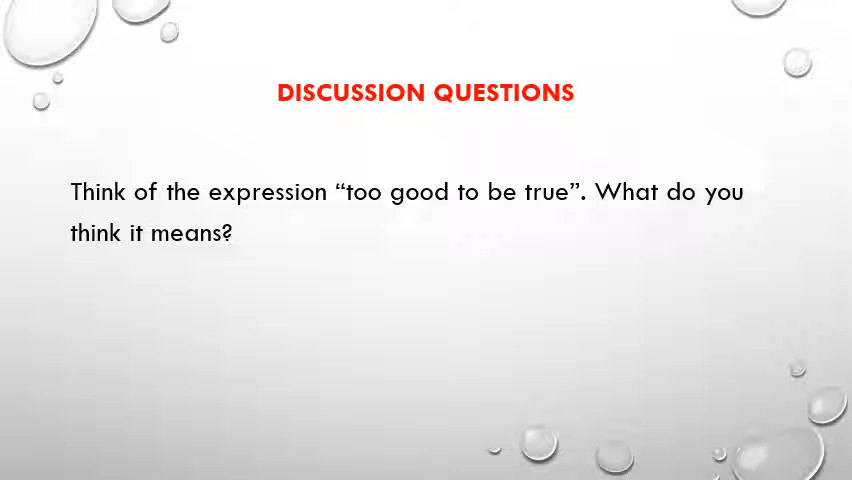 DISCUSSION QUESTIONS
Think of the expression “too good to be true”. What do you
think it means?